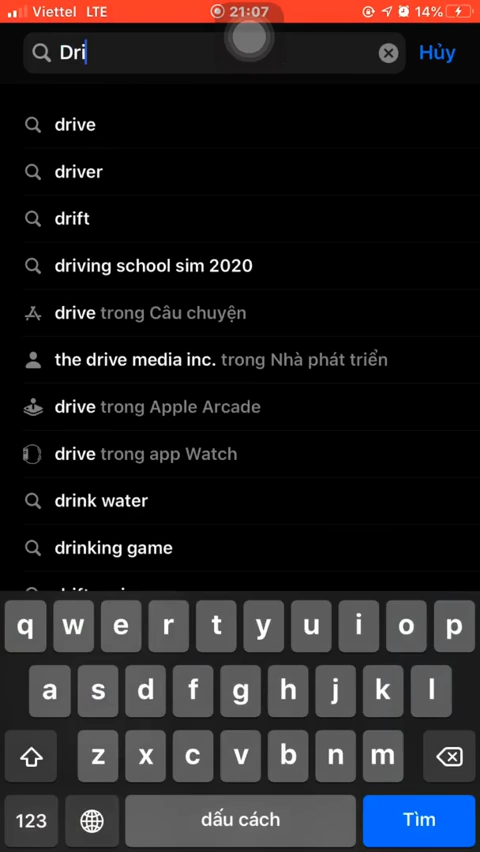 Viettel LTE 21:07 14%
Dri Hủy
drive
driver
drift
driving school sim 2020
drive trong Câu chuyện
the drive media inc. trong Nhà phát triển
drive trong Apple Arcade
drive trong app Watch
drink water
drinking game
q w e r t y u i o p
a s d f g h j k l
z x c v b n m
123 dấu cách Tìm